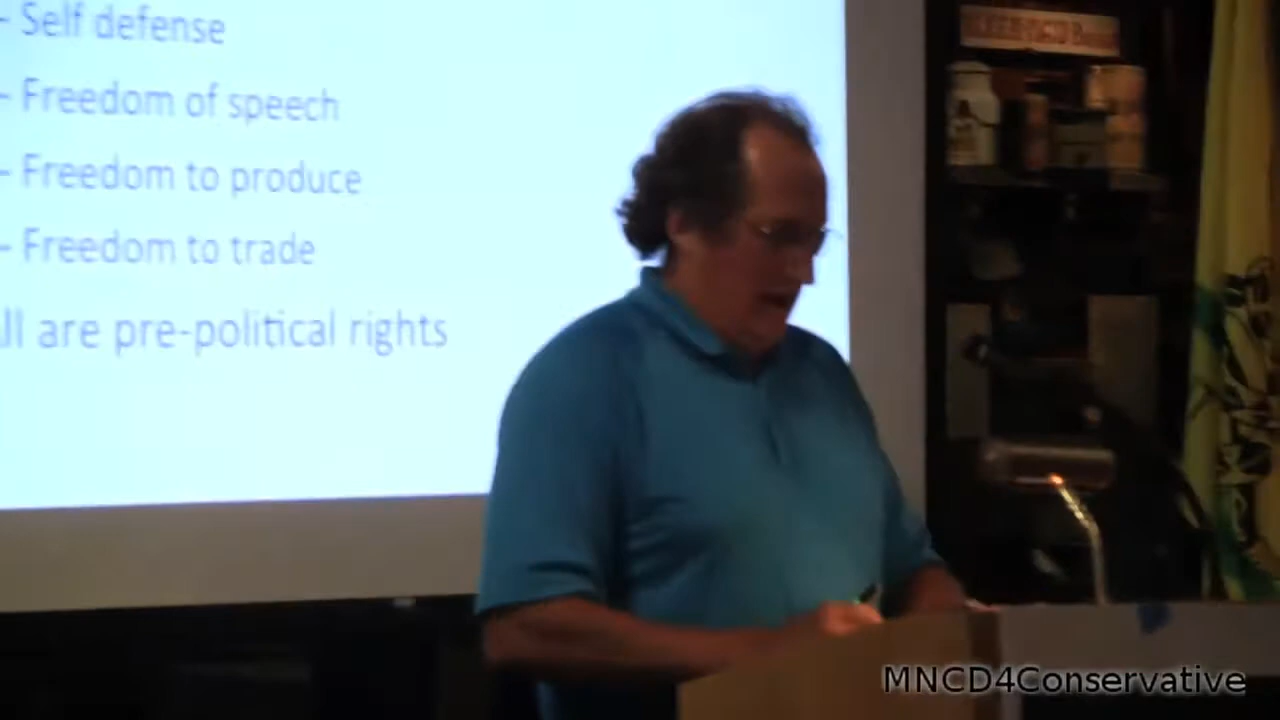 - Self defense
- Freedom of speech
- Freedom to produce
- Freedom to trade
ll are pre-political rights
MNCD4Conservative